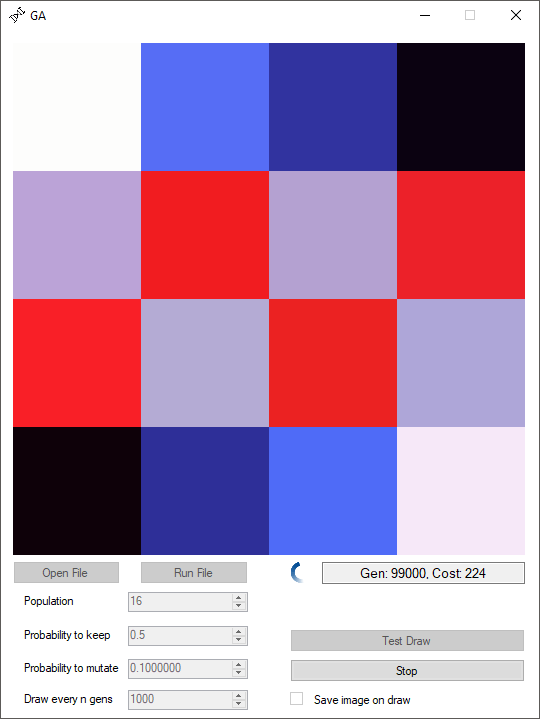 GA
Open File
Run File
Gen: 99000, Cost: 224
Population
16
Probability to keep
0.5
Test Draw
Probability to mutate
0.1000000
Stop
Draw every n gens
1000
Save image on draw